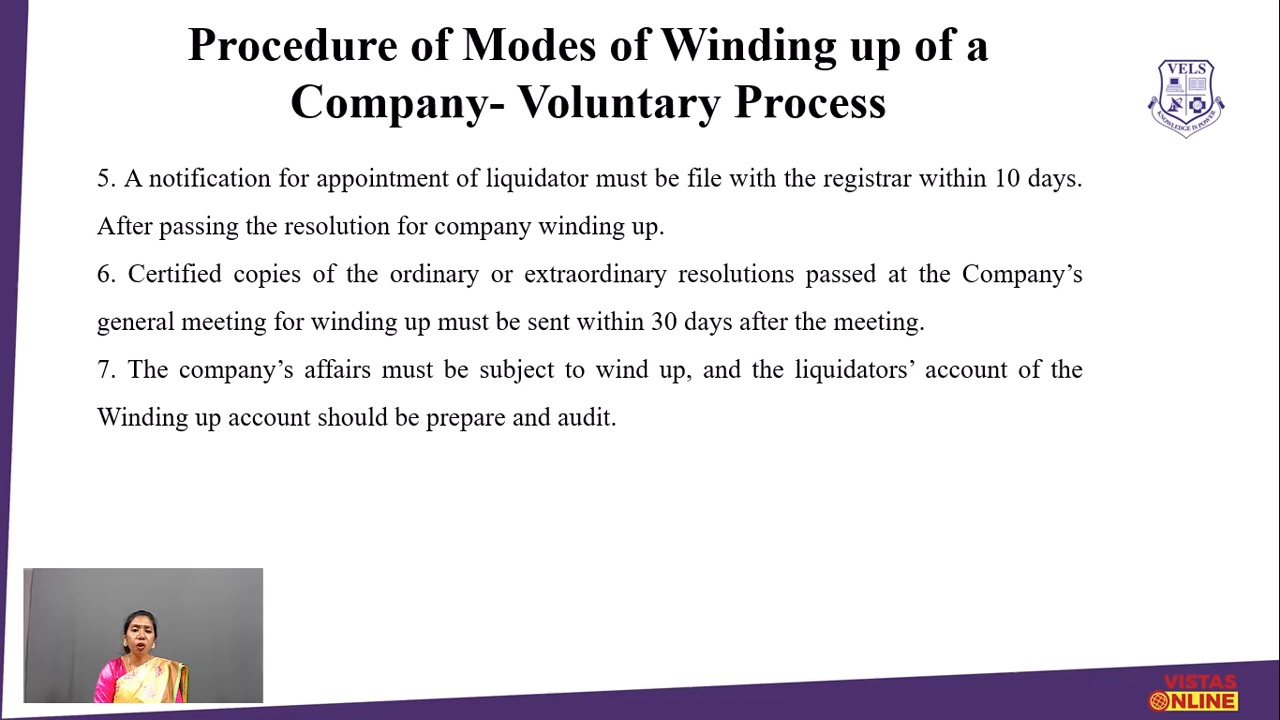 Procedure of Modes of Winding up of a
Company- Voluntary Process
VELS
KNOWLEDGE IS POWER
5. A notification for appointment of liquidator must be file with the registrar within 10 days.
After passing the resolution for company winding up.
6. Certified copies of the ordinary or extraordinary resolutions passed at the Company’s
general meeting for winding up must be sent within 30 days after the meeting.
7. The company’s affairs must be subject to wind up, and the liquidators’ account of the
Winding up account should be prepare and audit.
VISTAS
ONLINE